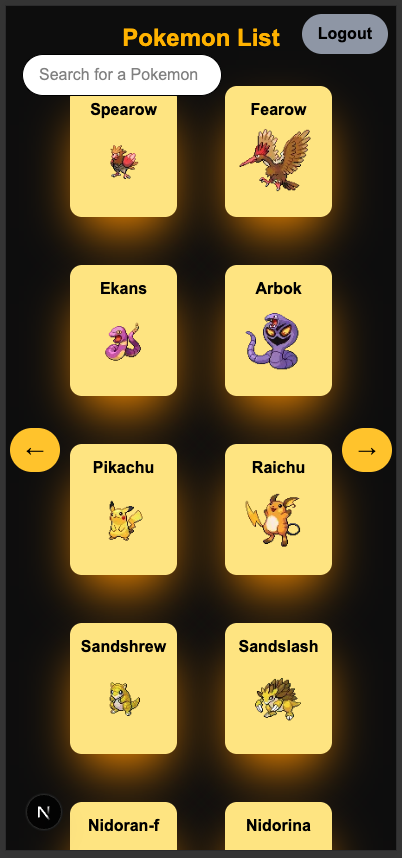 Pokemon List
Logout
Search for a Pokemon
Spearow
Fearow
Ekans
Arbok
←
→
Pikachu
Raichu
Sandshrew
Sandslash
N
Nidoran-f
Nidorina